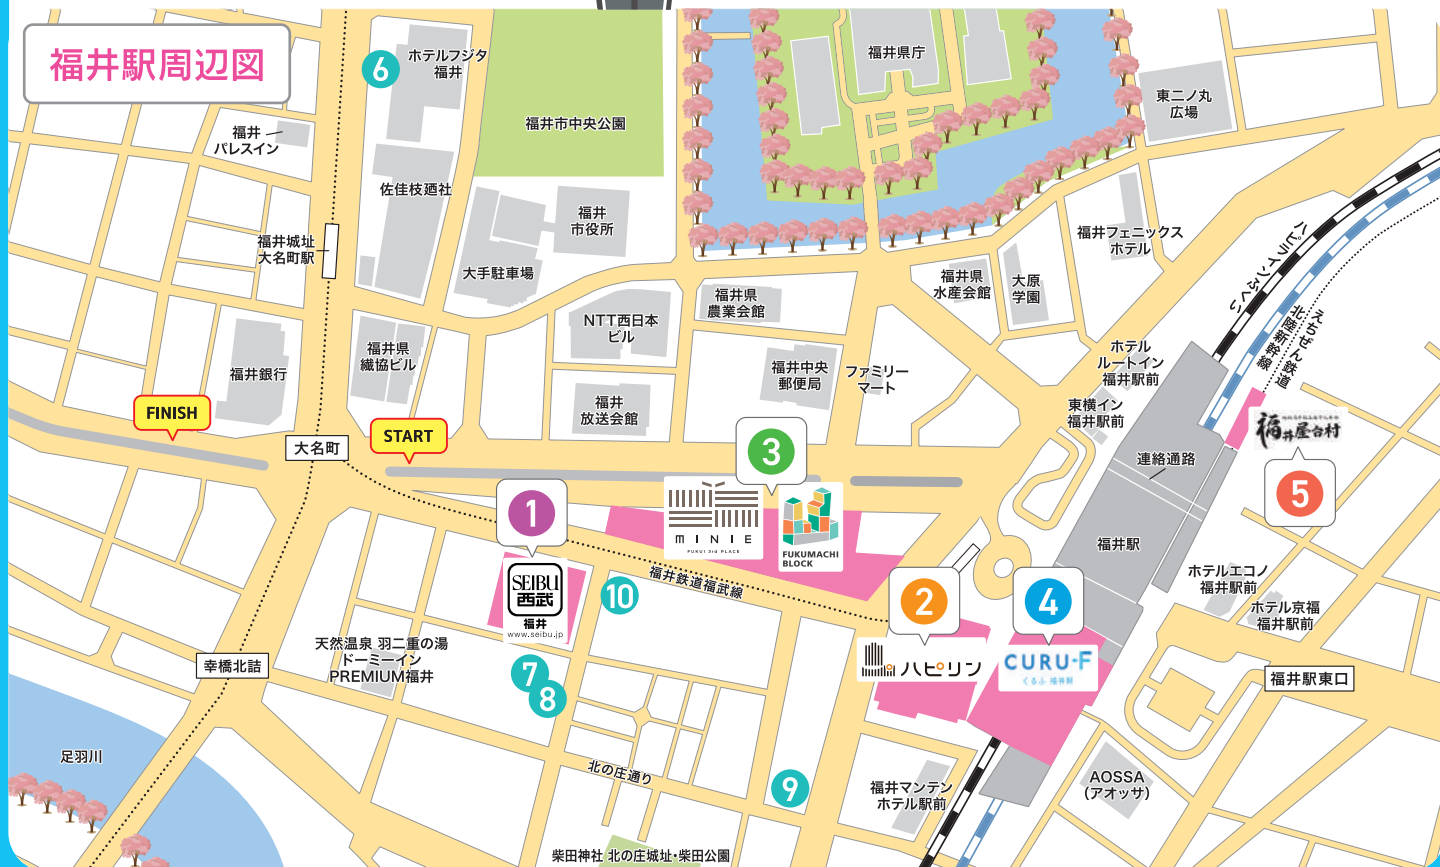 福井駅周辺図
6
ホテルフジタ
福井
福井市中央公園
福井県庁
東二ノ丸
広場
福井
パレスイン
佐佳枝廼社
福井
市役所
福井城址
大名町駅
大手駐車場
福井フェニックス
ホテル
福井県
水産会館
大原
学園
ハピラインふくい
北陸新幹線
えちぜん鉄道
福井県
農業会館
NTT西日本
ビル
福井県
繊協ビル
福井銀行
福井中央
郵便局
ファミリー
マート
ホテル
ルートイン
福井駅前
東横イン
福井駅前
福井
放送会館
FINISH
START
大名町
3
連絡通路
福井屋台村
5
1
MINIE
FUKUI 3rd PLACE
FUKUMACHI
BLOCK
福井駅
SEIBU
西武
福井
www.seibu.jp
10
福井鉄道福武線
2
4
ハピリン
CURU-F
くるふ 福井駅
ホテルエコノ
福井駅前
ホテル京福
福井駅前
天然温泉 羽二重の湯
ドーミーイン
PREMIUM福井
幸橋北詰
7
8
福井駅東口
足羽川
北の庄通り
9
福井マンテン
ホテル駅前
AOSSA
(アオッサ)
柴田神社 北の庄城址・柴田公園